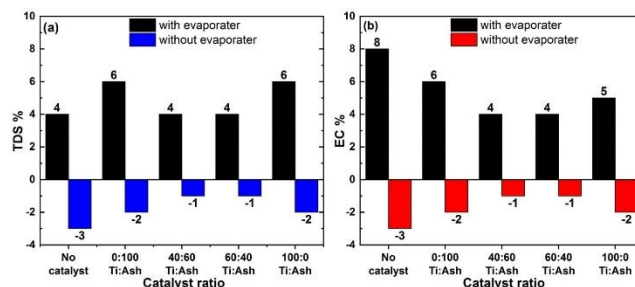 (a)
with evaporater
without evaporater
TDS %
10
8
6
4
2
0
-2
-4
4
6
4
4
6
-3
-2
-1
-1
-2
No catalyst
0:100 Ti:Ash
40:60 Ti:Ash
60:40 Ti:Ash
100:0 Ti:Ash
Catalyst ratio
(b)
with evaporater
without evaporater
EC %
10
8
6
4
2
0
-2
-4
8
6
4
4
5
-3
-2
-1
-1
-2
No catalyst
0:100 Ti:Ash
40:60 Ti:Ash
60:40 Ti:Ash
100:0 Ti:Ash
Catalyst ratio